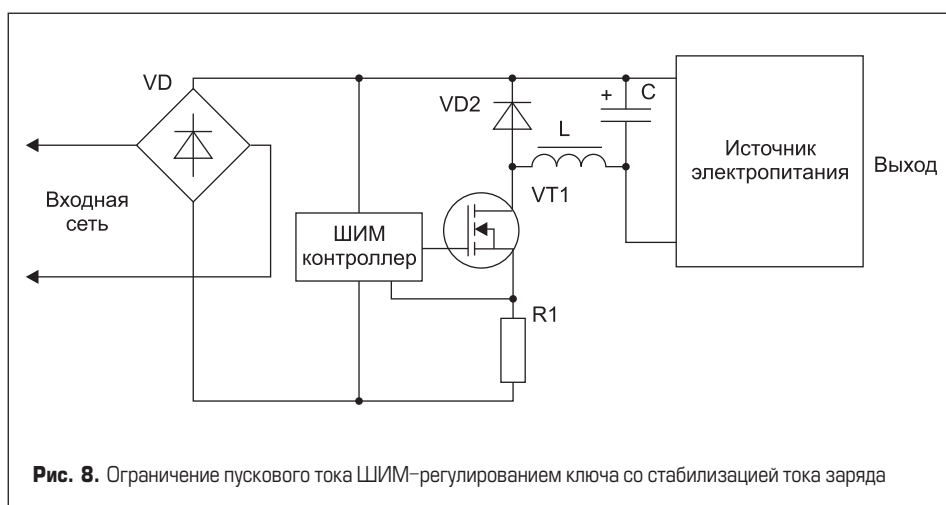 VD
VD2
+
C
L
VT1
Источник
электропитания
Выход
Входная
сеть
ШИМ
контроллер
R1
Рис. 8. Ограничение пускового тока ШИМ–регулированием ключа со стабилизацией тока заряда